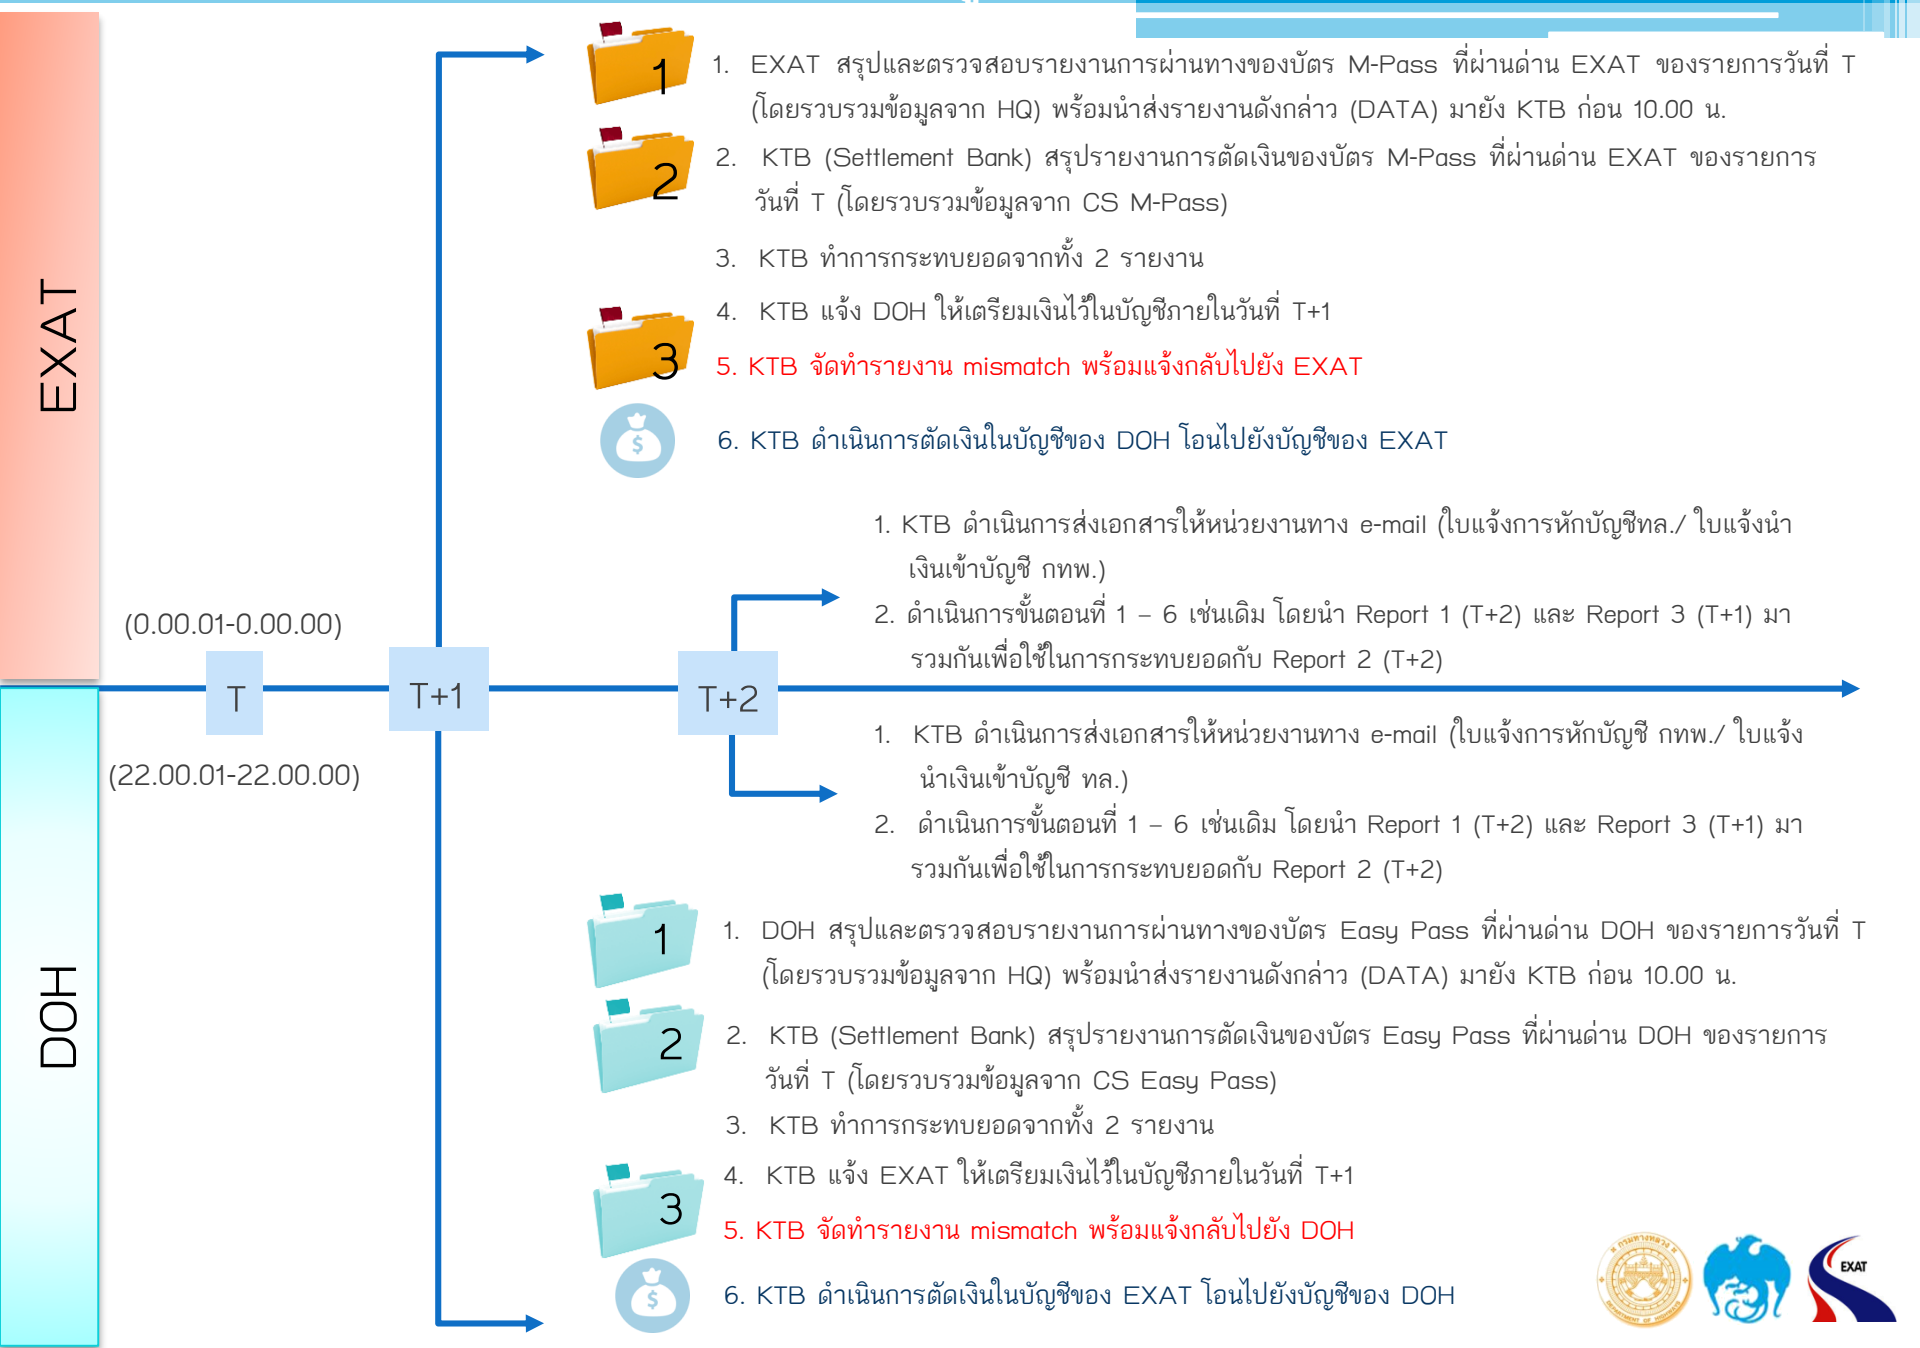 1. EXAT สรุปและตรวจสอบรายงานการผ่านทางของบัตร M-Pass ที่ผ่านด่าน EXAT ของรายการวันที่ T
(โดยรวบรวมข้อมูลจาก HQ) พร้อมนำส่งรายงานดังกล่าว (DATA) มายัง KTB ก่อน 10.00 น.
2. KTB (Settlement Bank) สรุปรายงานการตัดเงินของบัตร M-Pass ที่ผ่านด่าน EXAT ของรายการ
วันที่ T (โดยรวบรวมข้อมูลจาก CS M-Pass)
3. KTB ทำการกระทบยอดจากทั้ง 2 รายงาน
4. KTB แจ้ง DOH ให้เตรียมเงินไว้ในบัญชีภายในวันที่ T+1
5. KTB จัดทำรายงาน mismatch พร้อมแจ้งกลับไปยัง EXAT
6. KTB ดำเนินการตัดเงินในบัญชีของ DOH โอนไปยังบัญชีของ EXAT
1
2
3
EXAT
1. KTB ดำเนินการส่งเอกสารให้หน่วยงานทาง e-mail (ใบแจ้งการหักบัญชีทล./ ใบแจ้งนำ
เงินเข้าบัญชี กทพ.)
2. ดำเนินการขั้นตอนที่ 1 – 6 เช่นเดิม โดยนำ Report 1 (T+2) และ Report 3 (T+1) มา
รวมกันเพื่อใช้ในการกระทบยอดกับ Report 2 (T+2)
(0.00.01-0.00.00)
T
T+1
T+2
(22.00.01-22.00.00)
1. KTB ดำเนินการส่งเอกสารให้หน่วยงานทาง e-mail (ใบแจ้งการหักบัญชี กทพ./ ใบแจ้ง
นำเงินเข้าบัญชี ทล.)
2. ดำเนินการขั้นตอนที่ 1 – 6 เช่นเดิม โดยนำ Report 1 (T+2) และ Report 3 (T+1) มา
รวมกันเพื่อใช้ในการกระทบยอดกับ Report 2 (T+2)
DOH
1
2
3
1. DOH สรุปและตรวจสอบรายงานการผ่านทางของบัตร Easy Pass ที่ผ่านด่าน DOH ของรายการวันที่ T
(โดยรวบรวมข้อมูลจาก HQ) พร้อมนำส่งรายงานดังกล่าว (DATA) มายัง KTB ก่อน 10.00 น.
2. KTB (Settlement Bank) สรุปรายงานการตัดเงินของบัตร Easy Pass ที่ผ่านด่าน DOH ของรายการ
วันที่ T (โดยรวบรวมข้อมูลจาก CS Easy Pass)
3. KTB ทำการกระทบยอดจากทั้ง 2 รายงาน
4. KTB แจ้ง EXAT ให้เตรียมเงินไว้ในบัญชีภายในวันที่ T+1
5. KTB จัดทำรายงาน mismatch พร้อมแจ้งกลับไปยัง DOH
6. KTB ดำเนินการตัดเงินในบัญชีของ EXAT โอนไปยังบัญชีของ DOH
กรมทางหลวง
DEPARTMENT OF HIGHWAYS
EXAT